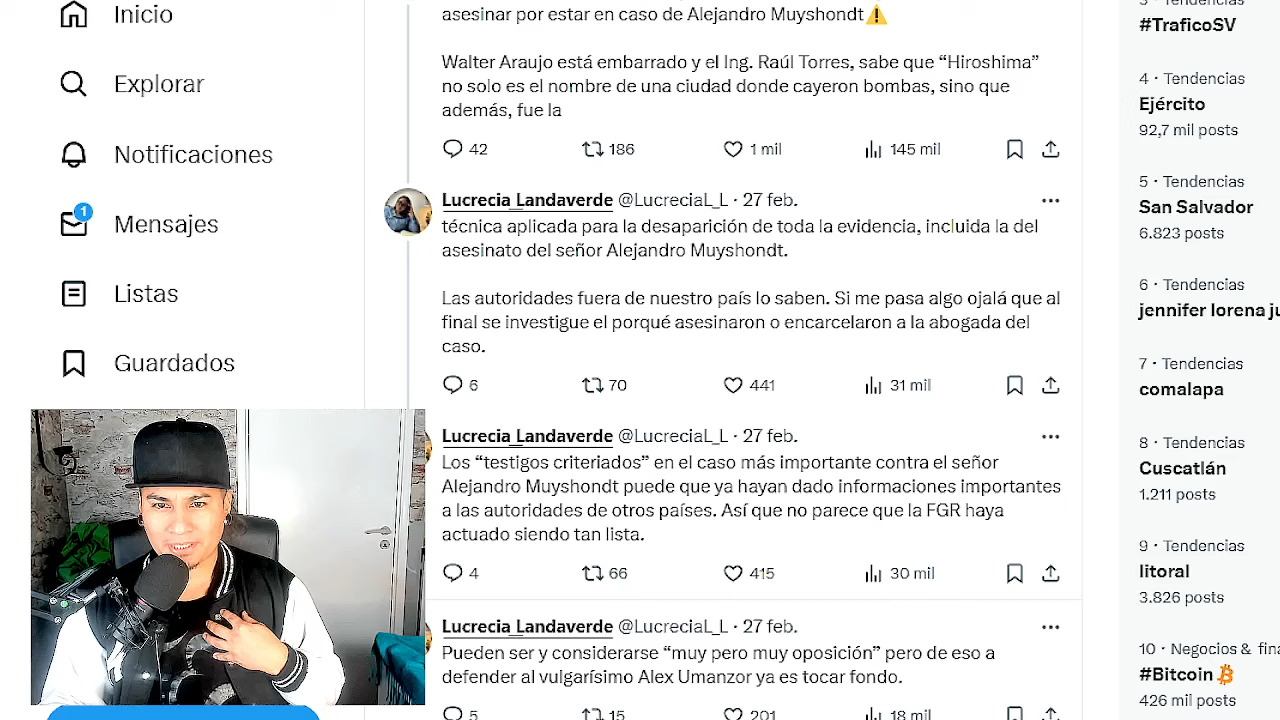 Inicio
Explorar
Notificaciones
1
Mensajes
Listas
Guardados
asesinar por estar en caso de Alejandro Muyshondt⚠️
Walter Araujo está embarrado y el Ing. Raúl Torres, sabe que “Hiroshima”
no solo es el nombre de una ciudad donde cayeron bombas, sino que
además, fue la
42 186 1 mil 145 mil
Lucrecia_Landaverde @LucreciaL_L · 27 feb.
técnica aplicada para la desaparición de toda la evidencia, incluida la del
asesinato del señor Alejandro Muyshondt.
Las autoridades fuera de nuestro país lo saben. Si me pasa algo ojalá que al
final se investigue el porqué asesinaron o encarcelaron a la abogada del
caso.
6 70 441 31 mil
Lucrecia_Landaverde @LucreciaL_L · 27 feb.
Los “testigos criteriados” en el caso más importante contra el señor
Alejandro Muyshondt puede que ya hayan dado informaciones importantes
a las autoridades de otros países. Así que no parece que la FGR haya
actuado siendo tan lista.
4 66 415 30 mil
Lucrecia_Landaverde @LucreciaL_L · 27 feb.
Pueden ser y considerarse “muy pero muy oposición” pero de eso a
defender al vulgarísimo Alex Umanzor ya es tocar fondo.
5 15 201 18 mil
#TraficoSV
4 · Tendencias
Ejército
92,7 mil posts
5 · Tendencias
San Salvador
6.823 posts
6 · Tendencias
jennifer lorena
7 · Tendencias
comalapa
8 · Tendencias
Cuscatlán
1.211 posts
9 · Tendencias
litoral
3.826 posts
10 · Negocios &
#Bitcoin
426 mil posts